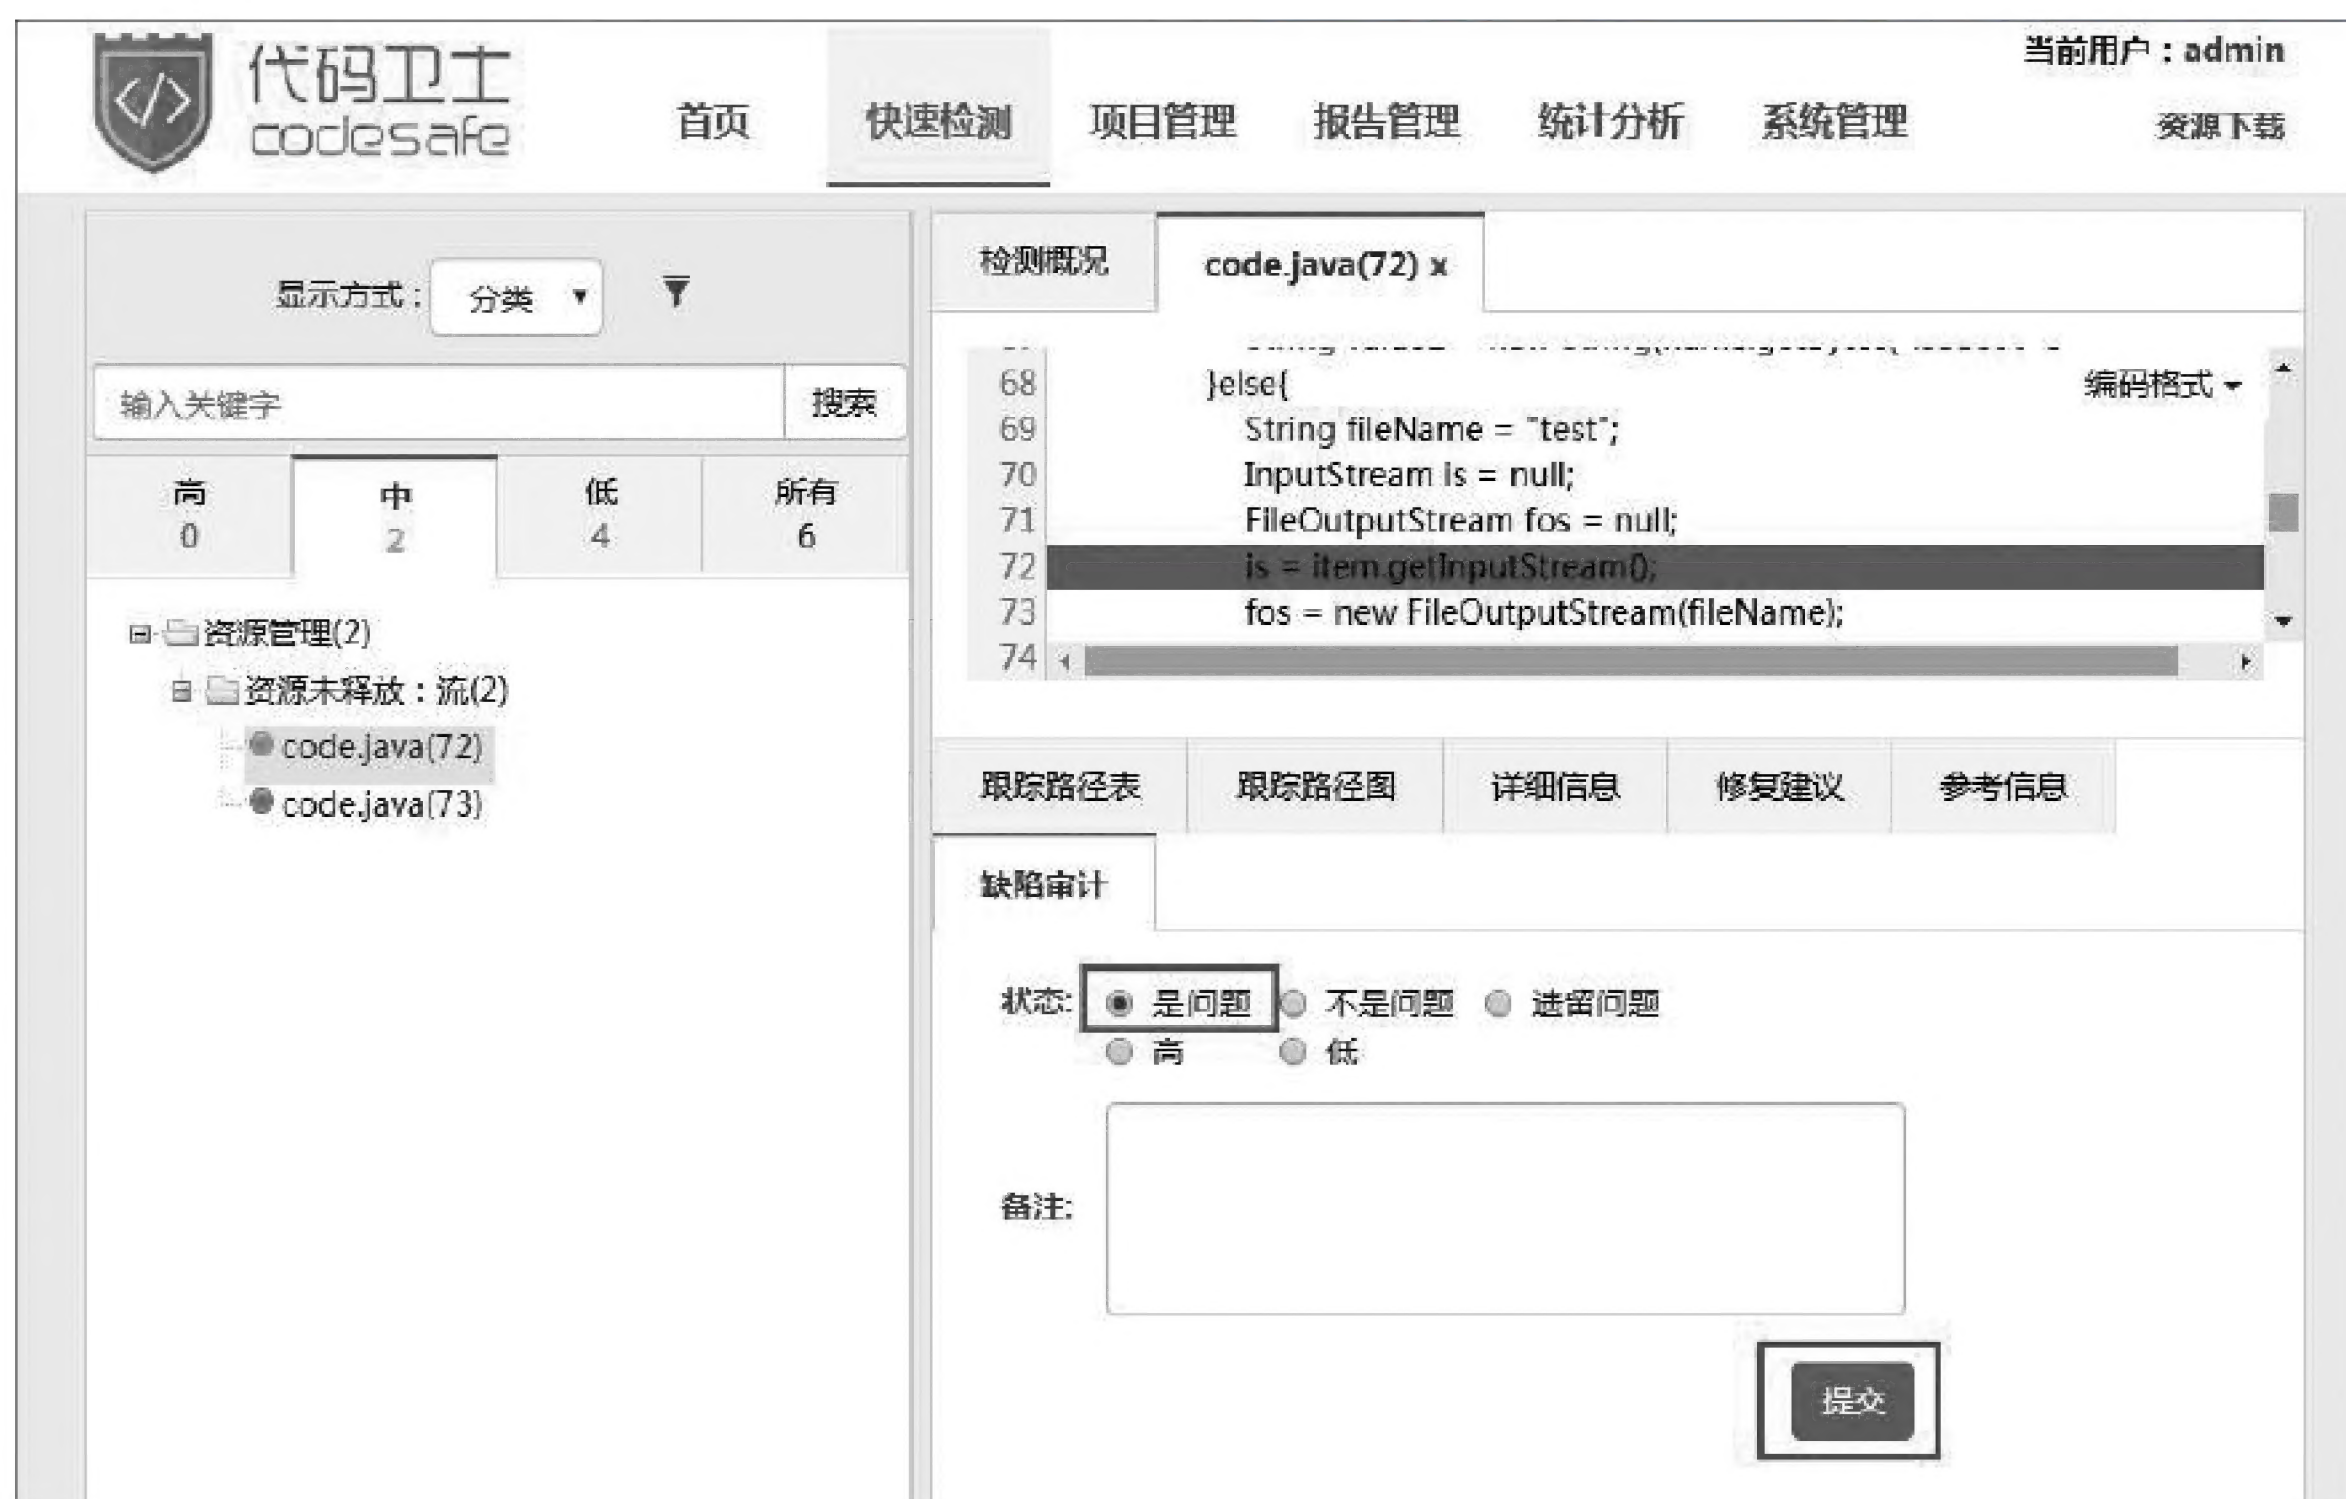 代码卫士
codesafe
首页 快速检测 项目管理 报告管理 统计分析 系统管理
当前用户：admin
资源下载
显示方式： 分类
输入关键字 搜索
高 中 低 所有
0 2 4 6
资源管理(2)
资源未释放：流(2)
code.java(72)
code.java(73)
检测概况 code.java(72) x
编码格式
68 }else{
69 String fileName = "test";
70 InputStream is = null;
71 FileOutputStream fos = null;
72 is = item.getInputStream();
73 fos = new FileOutputStream(fileName);
74
跟踪路径表 跟踪路径图 详细信息 修复建议 参考信息
缺陷审计
状态: 是问题 不是问题 遗留问题
高 低
备注:
提交